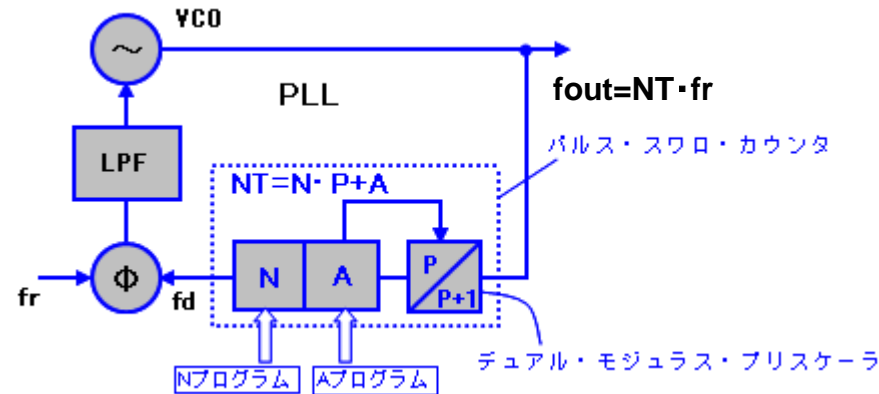 VCO
PLL
fout=NT・fr
パルス・スワロ・カウンタ
LPF
NT=N・P+A
N
A
P
P+1
Φ
fr
fd
Nプログラム
Aプログラム
デュアル・モジュラス・プリスケーラ